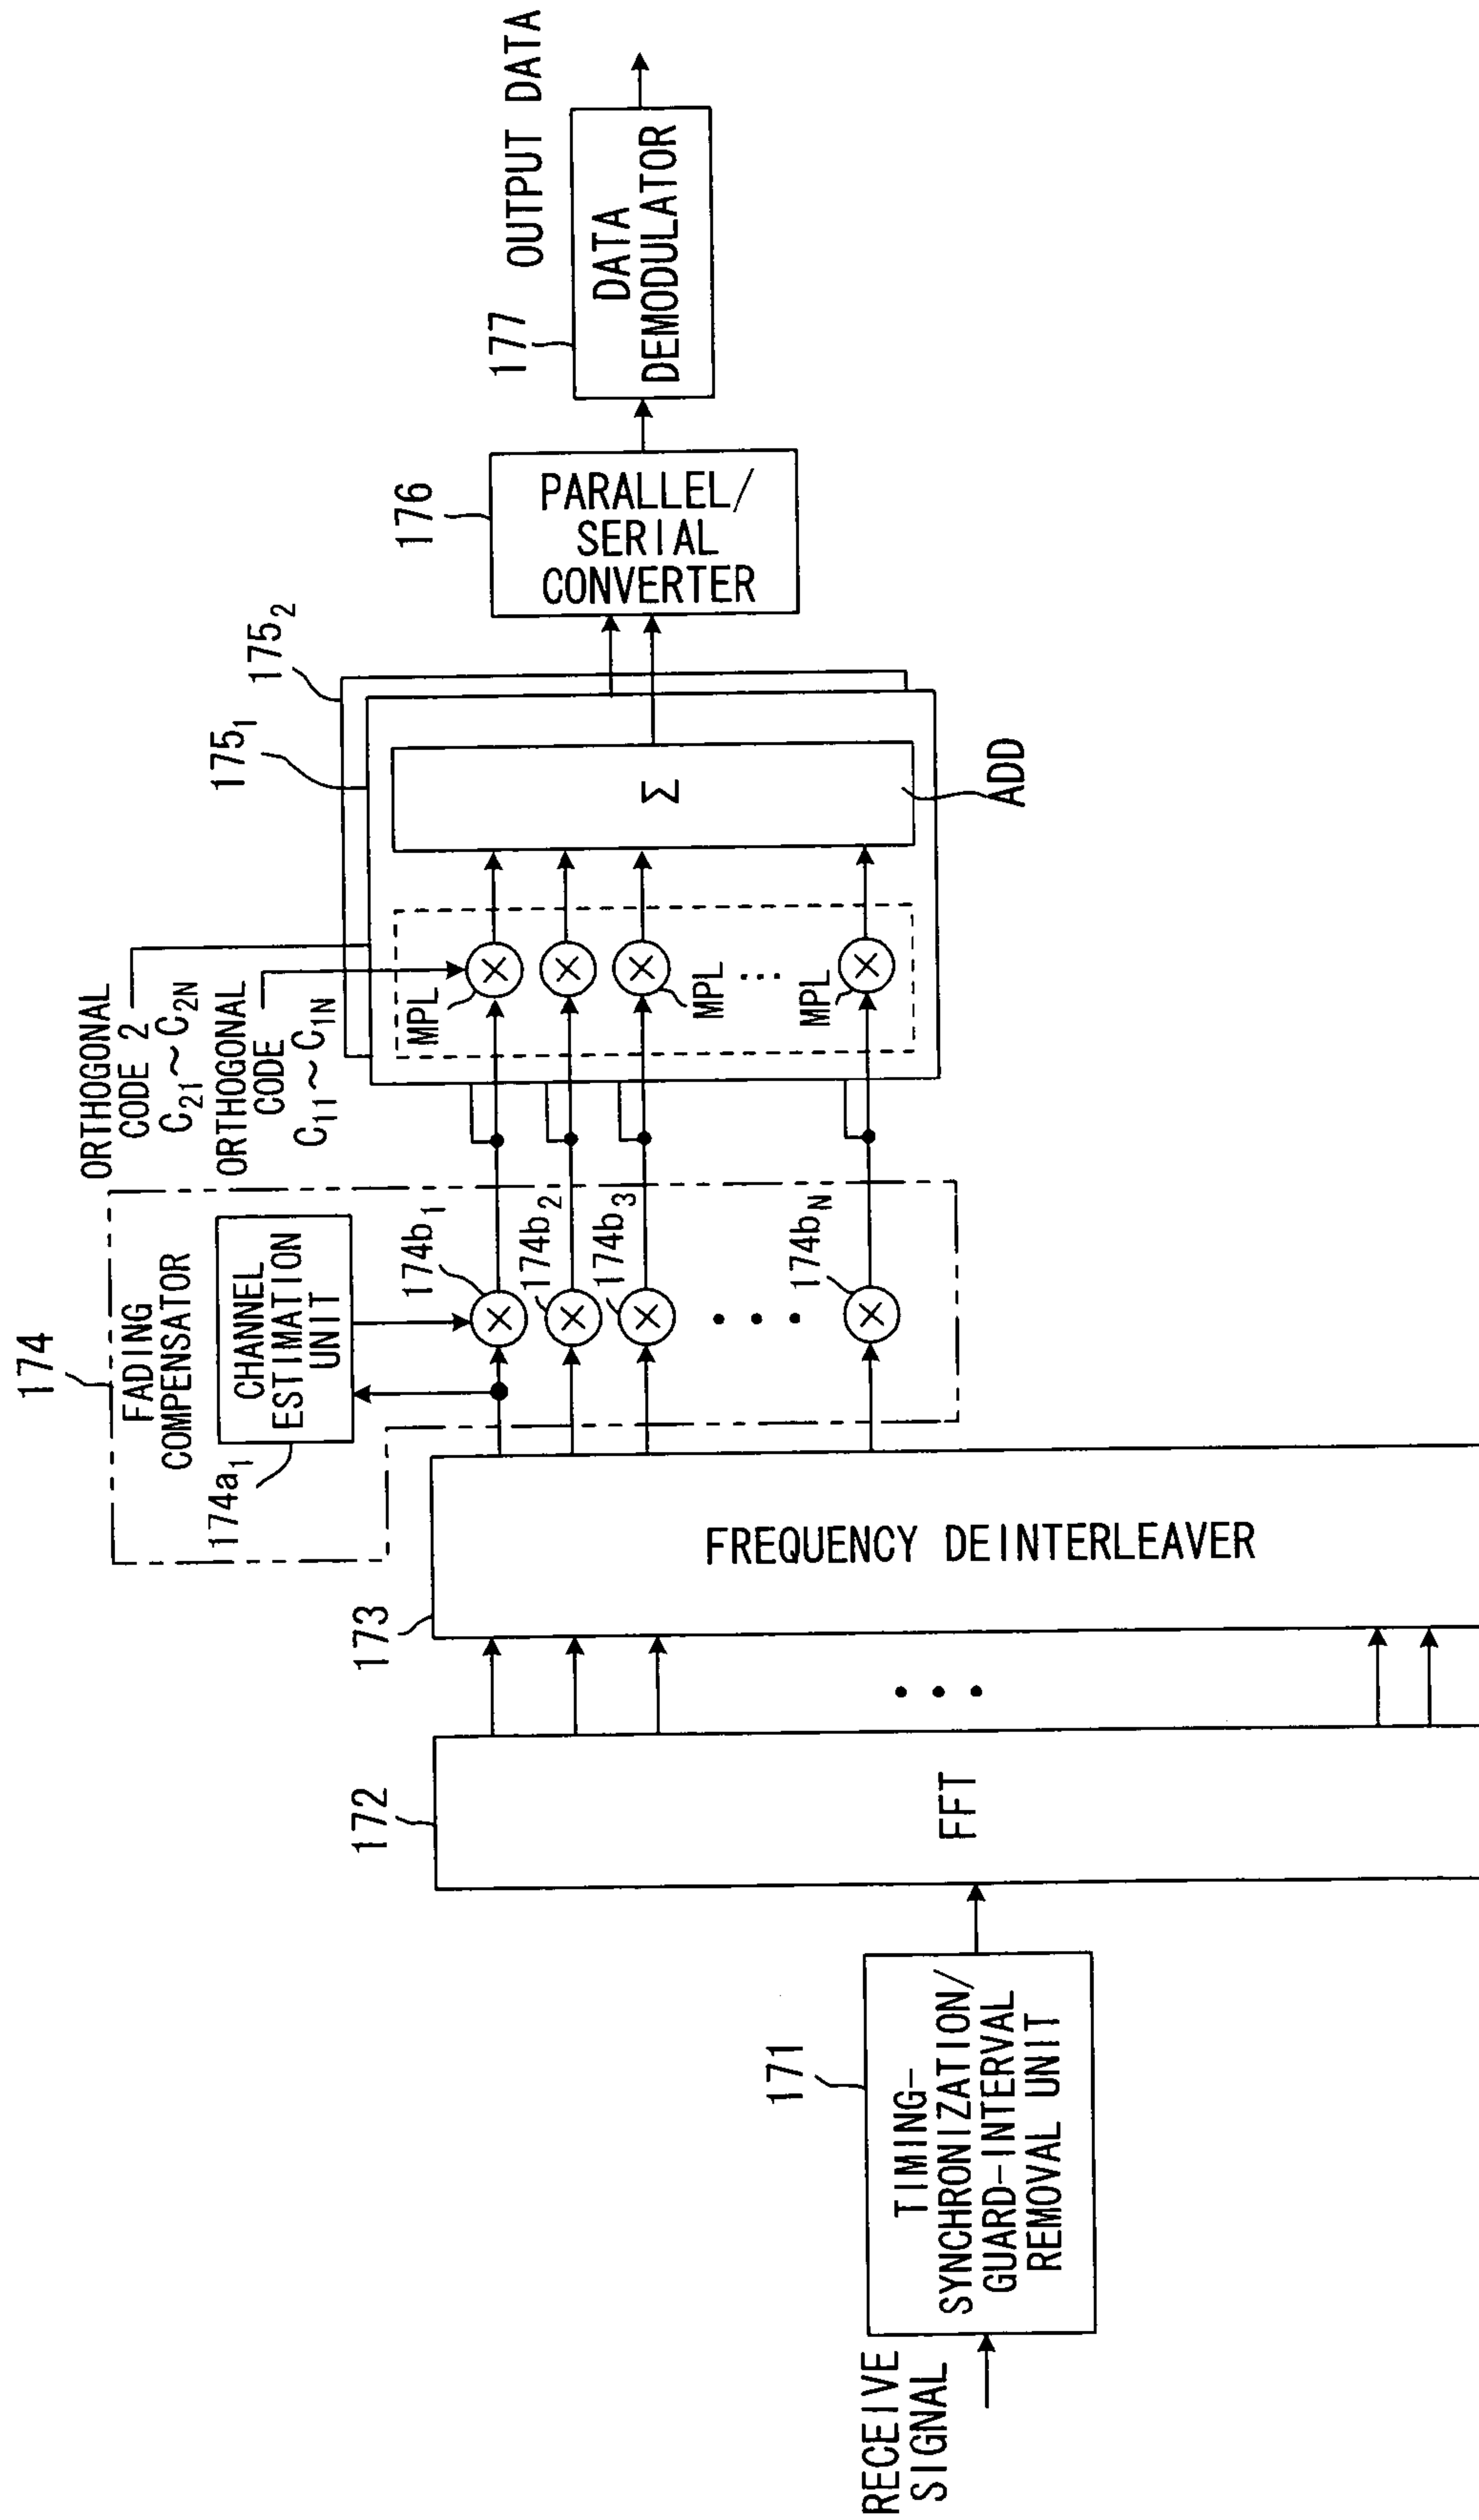 RECEIVE
SIGNAL
171
TIMING-
SYNCHRONIZATION/
GUARD-INTERVAL
REMOVAL UNIT
172
FFT
173
FREQUENCY DEINTERLEAVER
174
FADING
COMPENSATOR
174a1
CHANNEL
ESTIMATION
UNIT
174b1
174b2
174b3
174bN
ORTHOGONAL
CODE 2
C21~C2N
ORTHOGONAL
CODE
C11~C1N
MPL
MPL
MPL
1751
1752
Σ
ADD
176
PARALLEL/
SERIAL
CONVERTER
177
DATA
DEMODULATOR
OUTPUT DATA